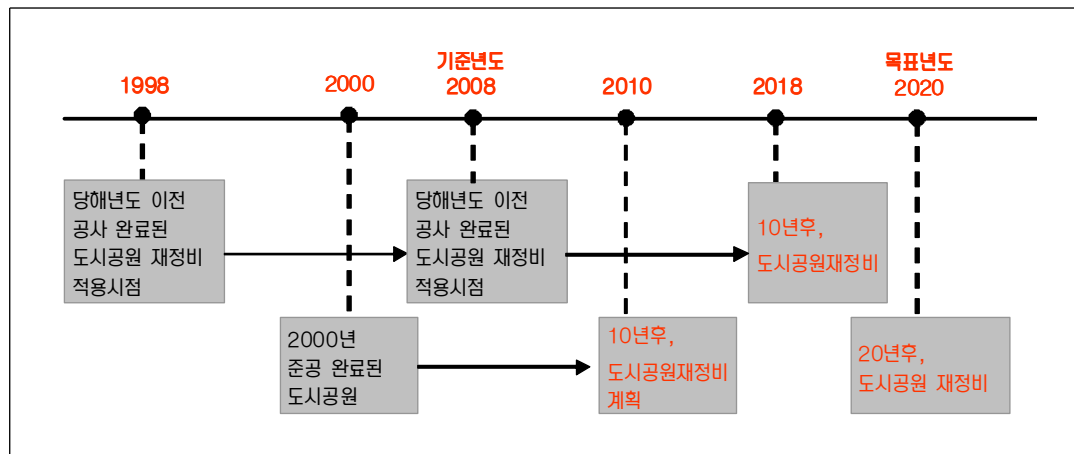 기준년도
목표년도
1998
2000
2008
2010
2018
2020
당해년도 이전
공사 완료된
도시공원 재정비
적용시점
당해년도 이전
공사 완료된
도시공원 재정비
적용시점
10년후,
도시공원재정비
2000년
준공 완료된
도시공원
10년후,
도시공원재정비
계획
20년후,
도시공원 재정비